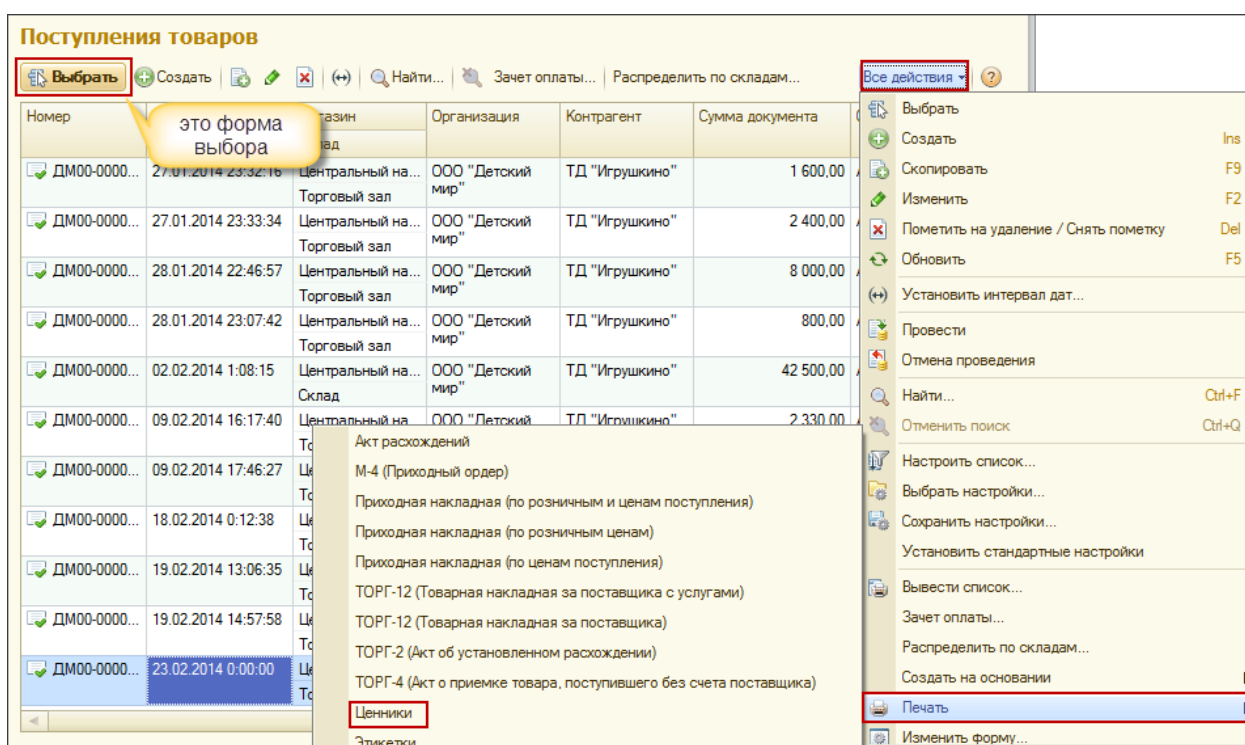 Поступления товаров
Выбрать Создать Найти... Зачет оплаты... Распределить по складам... Все действия
это форма
выбора
Номер Организация Контрагент Сумма документа
ДМ00-0000... 27.01.2014 23:32:16 Центральный на... ООО "Детский мир" ТД "Игрушкино" 1 600,00
Торговый зал
ДМ00-0000... 27.01.2014 23:33:34 Центральный на... ООО "Детский мир" ТД "Игрушкино" 2 400,00
Торговый зал
ДМ00-0000... 28.01.2014 22:46:57 Центральный на... ООО "Детский мир" ТД "Игрушкино" 8 000,00
Торговый зал
ДМ00-0000... 28.01.2014 23:07:42 Центральный на... ООО "Детский мир" ТД "Игрушкино" 800,00
Торговый зал
ДМ00-0000... 02.02.2014 1:08:15 Центральный на... ООО "Детский мир" ТД "Игрушкино" 42 500,00
Склад
ДМ00-0000... 09.02.2014 16:17:40 Центральный на ООО "Детский ТД "Игрушкино" 2 330,00
ДМ00-0000... 09.02.2014 17:46:27
ДМ00-0000... 18.02.2014 0:12:38
ДМ00-0000... 19.02.2014 13:06:35
ДМ00-0000... 19.02.2014 14:57:58
ДМ00-0000... 23.02.2014 0:00:00
Акт расхождений
М-4 (Приходный ордер)
Приходная накладная (по розничным и ценам поступления)
Приходная накладная (по розничным ценам)
Приходная накладная (по ценам поступления)
ТОРГ-12 (Товарная накладная за поставщика с услугами)
ТОРГ-12 (Товарная накладная за поставщика)
ТОРГ-2 (Акт об установленном расхождении)
ТОРГ-4 (Акт о приемке товара, поступившего без счета поставщика)
Ценники
Этикетки
Выбрать
Создать Ins
Скопировать F9
Изменить F2
Пометить на удаление / Снять пометку Del
Обновить F5
Установить интервал дат...
Провести
Отмена проведения
Найти... Ctrl+F
Отменить поиск Ctrl+Q
Настроить список...
Выбрать настройки...
Сохранить настройки...
Установить стандартные настройки
Вывести список...
Зачет оплаты...
Распределить по складам...
Создать на основании
Печать
Изменить форму...